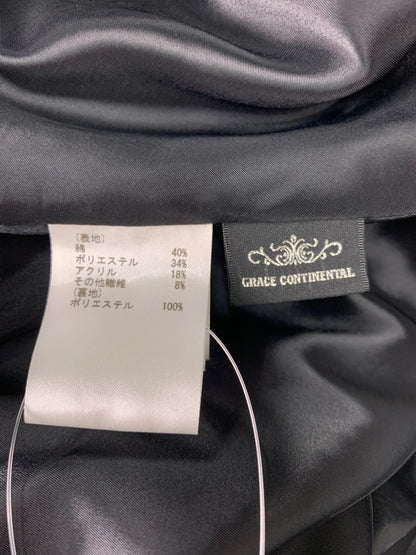 (表地)
綿 40%
ポリエステル 34%
アクリル 18%
その他繊維 8%
(裏地)
ポリエステル 100%
GRACE CONTINENTAL